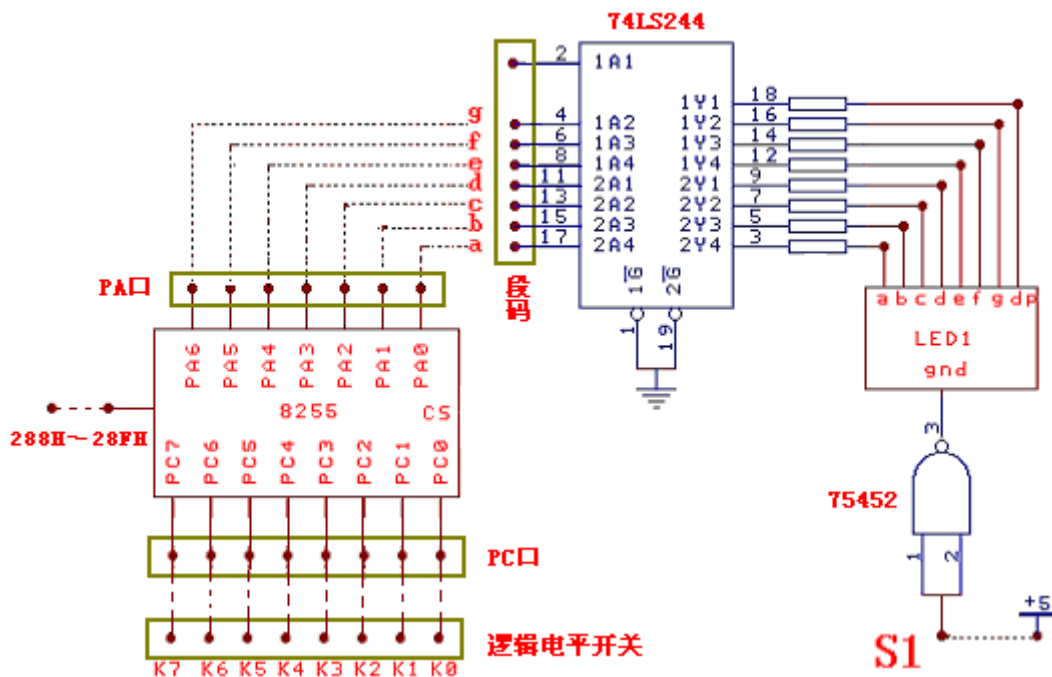 74LS244
2 1A1
1Y1 18
g 4 1A2 1Y2 16
f 6 1A3 1Y3 14
e 8 1A4 1Y4 12
d 11 2A1 2Y1 9
c 13 2A2 2Y2 7
b 15 2A3 2Y3 5
a 17 2A4 2Y4 3
PA口
段码
1G 2G
1 19
a b c d e f g dp
LED1
gnd
PA6 PA5 PA4 PA3 PA2 PA1 PA0
8255 CS
288H~28FH
PC7 PC6 PC5 PC4 PC3 PC2 PC1 PC0
3
75452
1 2
PC口
+5
S1
逻辑电平开关
K7 K6 K5 K4 K3 K2 K1 K0